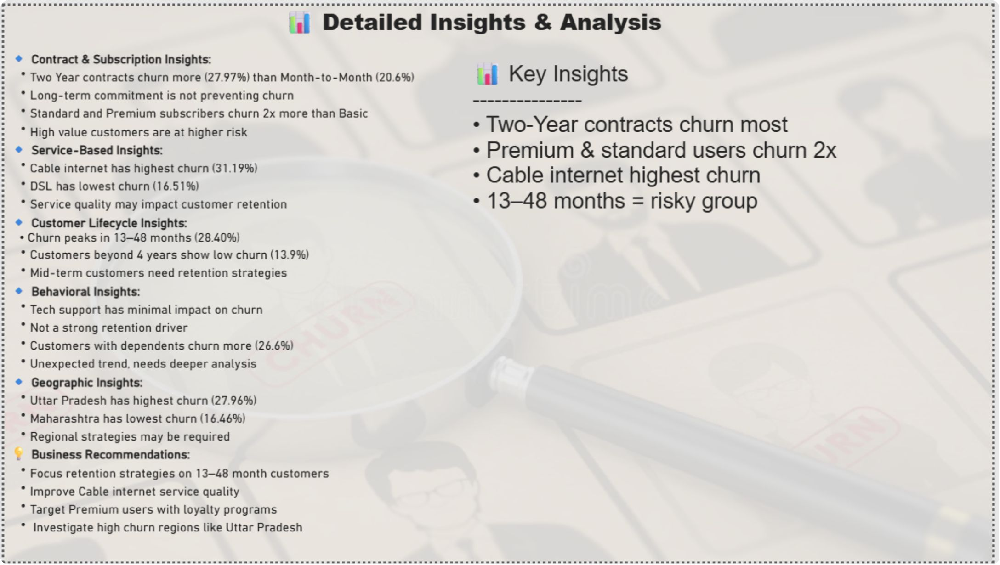 📊 Detailed Insights & Analysis
🔹 Contract & Subscription Insights:
• Two Year contracts churn more (27.97%) than Month-to-Month (20.6%)
• Long-term commitment is not preventing churn
• Standard and Premium subscribers churn 2x more than Basic
• High value customers are at higher risk
🔹 Service-Based Insights:
• Cable internet has highest churn (31.19%)
• DSL has lowest churn (16.51%)
• Service quality may impact customer retention
🔹 Customer Lifecycle Insights:
• Churn peaks in 13–48 months (28.40%)
• Customers beyond 4 years show low churn (13.9%)
• Mid-term customers need retention strategies
🔹 Behavioral Insights:
• Tech support has minimal impact on churn
• Not a strong retention driver
• Customers with dependents churn more (26.6%)
• Unexpected trend, needs deeper analysis
🔹 Geographic Insights:
• Uttar Pradesh has highest churn (27.96%)
• Maharashtra has lowest churn (16.46%)
• Regional strategies may be required
💡 Business Recommendations:
• Focus retention strategies on 13–48 month customers
• Improve Cable internet service quality
• Target Premium users with loyalty programs
• Investigate high churn regions like Uttar Pradesh
📊 Key Insights
---------------
• Two-Year contracts churn most
• Premium & standard users churn 2x
• Cable internet highest churn
• 13–48 months = risky group
CHURN
URN
RN